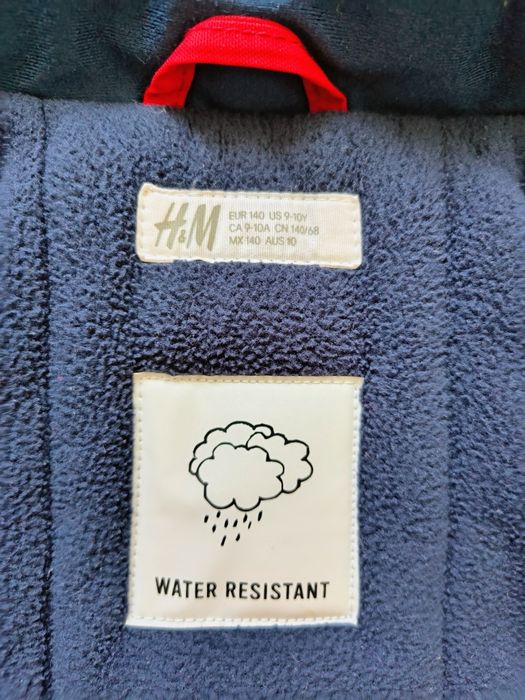 H&M
EUR 140 US 9-10Y
CA 9-10A CN 140/68
MX 140 AUS 10
WATER RESISTANT